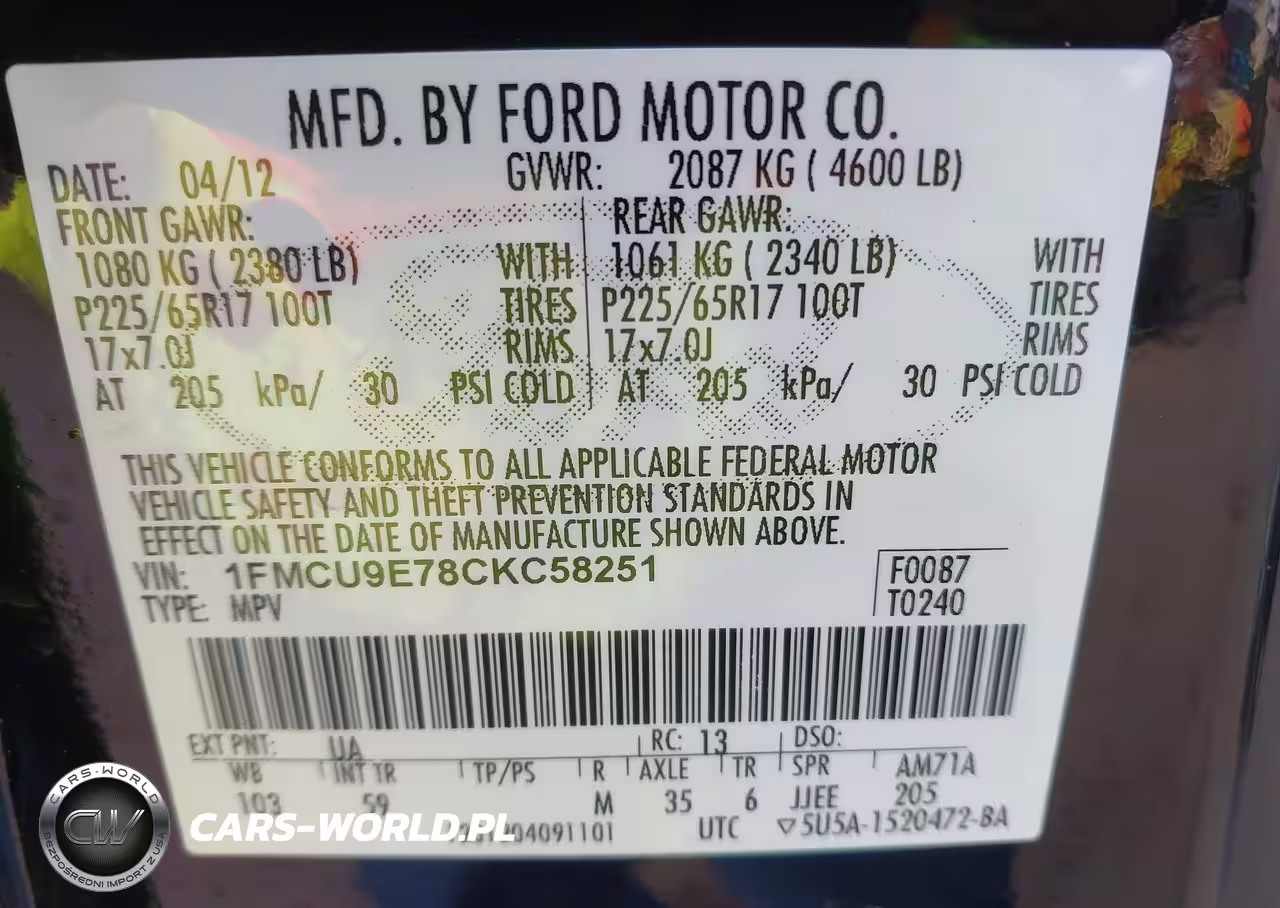 MFD. BY FORD MOTOR CO.
DATE: 04/12 GVWR: 2087 KG ( 4600 LB)
FRONT GAWR: REAR GAWR:
1080 KG ( 2380 LB) WITH 1061 KG ( 2340 LB) WITH
P225/65R17 100T TIRES P225/65R17 100T TIRES
17x7.0J RIMS 17x7.0J RIMS
AT 205 kPa/ 30 PSI COLD AT 205 kPa/ 30 PSI COLD
THIS VEHICLE CONFORMS TO ALL APPLICABLE FEDERAL MOTOR
VEHICLE SAFETY AND THEFT PREVENTION STANDARDS IN
EFFECT ON THE DATE OF MANUFACTURE SHOWN ABOVE.
VIN: 1FMCU9E78CKC58251 F0087
TYPE: MPV T0240
EXT PNT: UA RC: 13 DSO:
WB INT TR TP/PS R AXLE TR SPR AM71A
103 59 M 35 6 JJEE 205
04091101 UTC ▽5U5A-1520472-BA
CARS-WORLD
CW
BEZPOŚREDNI IMPORT Z USA
CARS-WORLD.PL